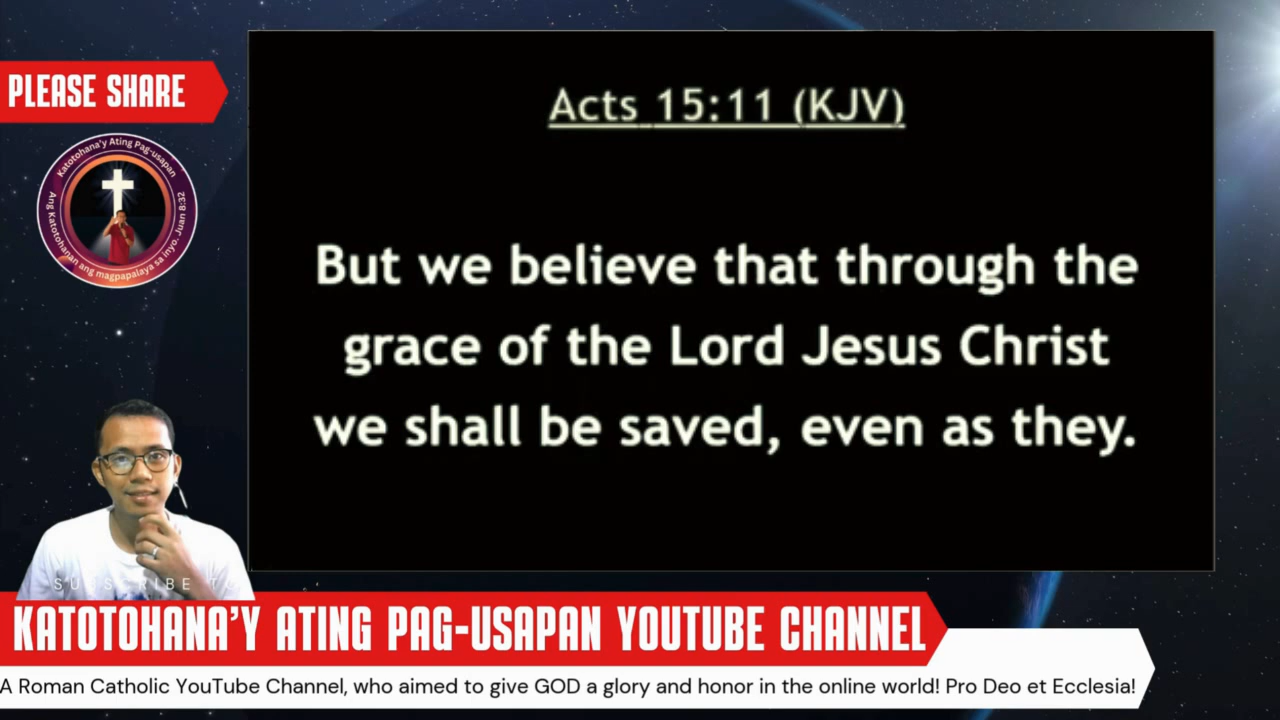 PLEASE SHARE
Katotohana'y Ating Pag-usapan
Ang Katotohanan ang magpapalaya sa inyo. Juan 8:32
Acts 15:11 (KJV)
But we believe that through the
grace of the Lord Jesus Christ
we shall be saved, even as they.
SUBSCRIBE TO
KATOTOHANA'Y ATING PAG-USAPAN YOUTUBE CHANNEL
A Roman Catholic YouTube Channel, who aimed to give GOD a glory and honor in the online world! Pro Deo et Ecclesia!